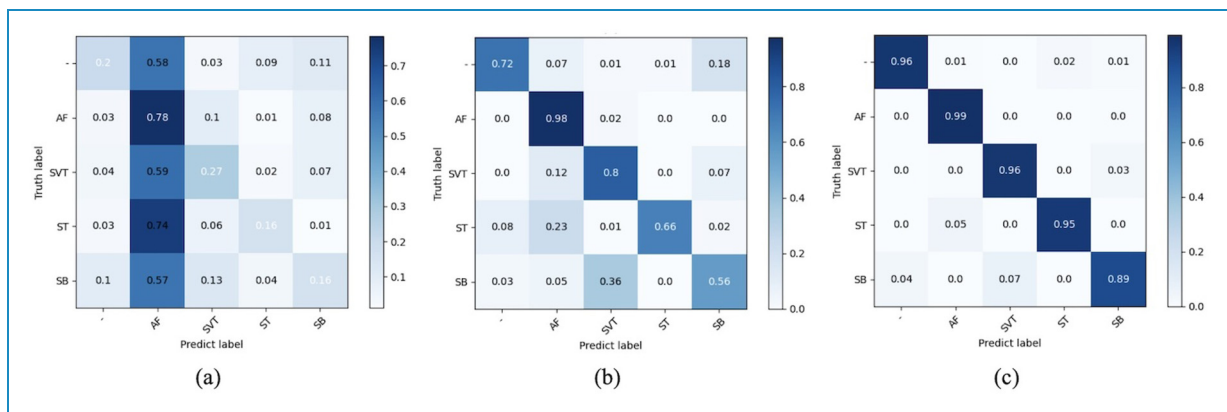 - 0.2 0.58 0.03 0.09 0.11
AF 0.03 0.78 0.1 0.01 0.08
SVT 0.04 0.59 0.27 0.02 0.07
ST 0.03 0.74 0.06 0.16 0.01
SB 0.1 0.57 0.13 0.04 0.16
- AF SVT ST SB
Truth label
Predict label
0.7
0.6
0.5
0.4
0.3
0.2
0.1
(a)
- 0.72 0.07 0.01 0.01 0.18
AF 0.0 0.98 0.02 0.0 0.0
SVT 0.0 0.12 0.8 0.0 0.07
ST 0.08 0.23 0.01 0.66 0.02
SB 0.03 0.05 0.36 0.0 0.56
- AF SVT ST SB
Truth label
Predict label
0.8
0.6
0.4
0.2
0.0
(b)
- 0.96 0.01 0.0 0.02 0.01
AF 0.0 0.99 0.0 0.0 0.0
SVT 0.0 0.0 0.96 0.0 0.03
ST 0.0 0.05 0.0 0.95 0.0
SB 0.04 0.0 0.07 0.0 0.89
- AF SVT ST SB
Truth label
Predict label
0.8
0.6
0.4
0.2
0.0
(c)